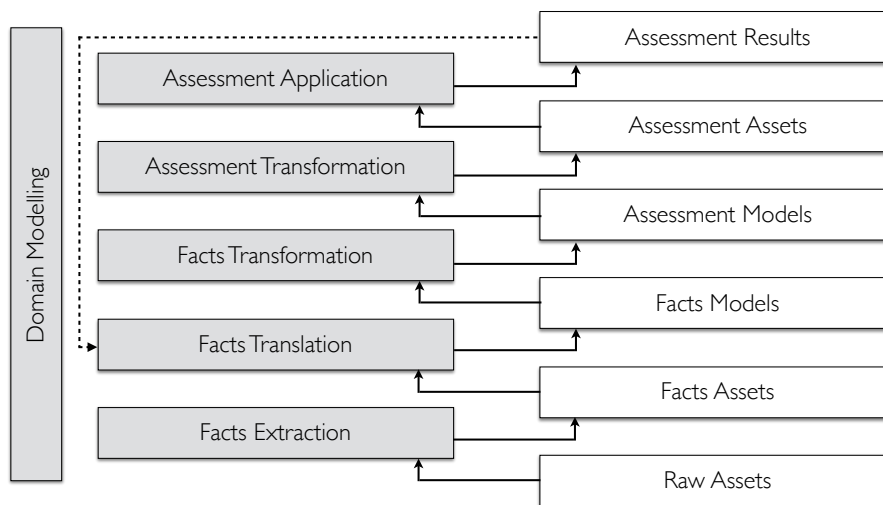 Assessment Results
Assessment Application
Assessment Assets
Assessment Transformation
Assessment Models
Facts Transformation
Facts Models
Facts Translation
Facts Assets
Facts Extraction
Raw Assets
Domain Modelling